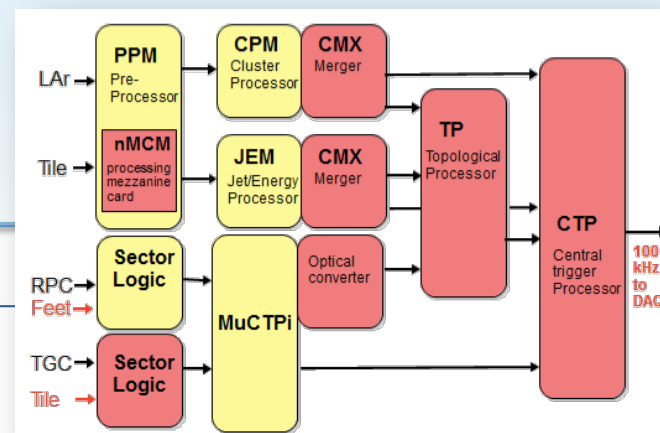 LAr
PPM
Pre-
Processor
CPM
Cluster
Processor
CMX
Merger
Tile
nMCM
processing
mezzanine
card
JEM
Jet/Energy
Processor
CMX
Merger
TP
Topological
Processor
CTP
Central
trigger
Processor
100
kHz
to
DAQ
RPC
Feet
Sector
Logic
MuCTPi
Optical
converter
TGC
Tile
Sector
Logic